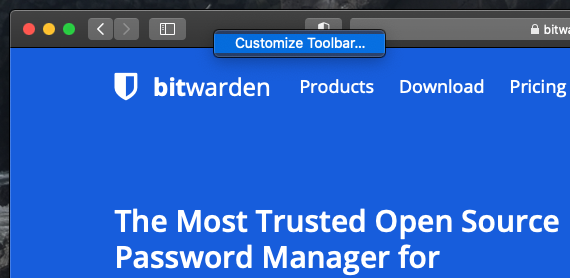 bitwa
Customize Toolbar...
bitwarden Products Download Pricing
The Most Trusted Open Source
Password Manager for